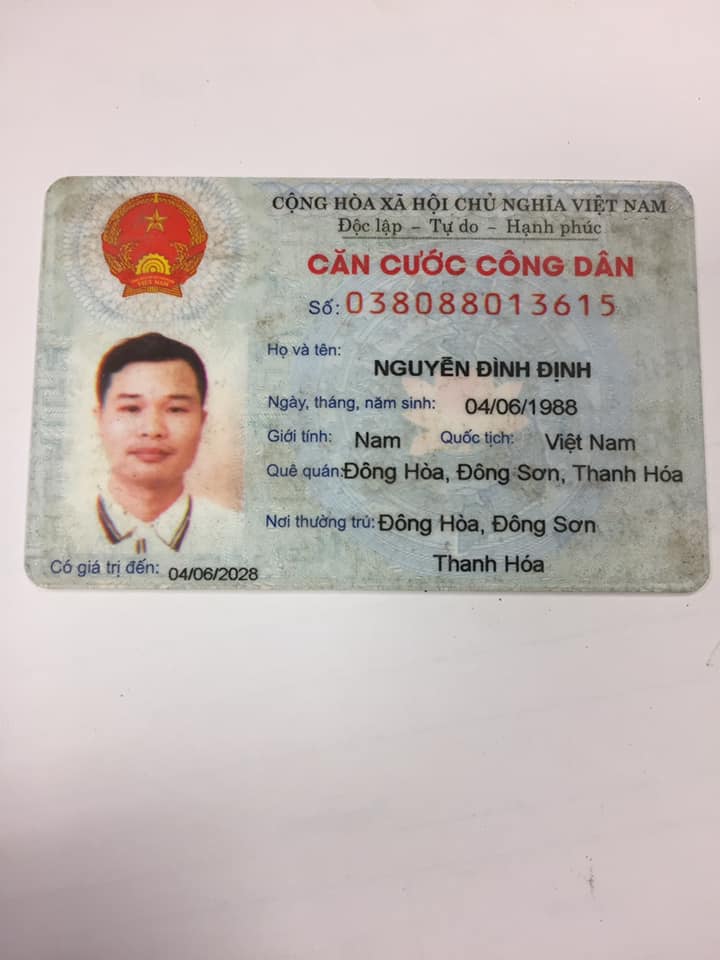 CỘNG HÒA XÃ HỘI CHỦ NGHĨA VIỆT NAM
Độc lập – Tự do – Hạnh phúc
CĂN CƯỚC CÔNG DÂN
Số: 038088013615
Họ và tên:
NGUYỄN ĐÌNH ĐỊNH
Ngày, tháng, năm sinh: 04/06/1988
Giới tính: Nam Quốc tịch: Việt Nam
Quê quán: Đông Hòa, Đông Sơn, Thanh Hóa
Nơi thường trú: Đông Hòa, Đông Sơn
Thanh Hóa
Có giá trị đến: 04/06/2028
VIỆT NAM